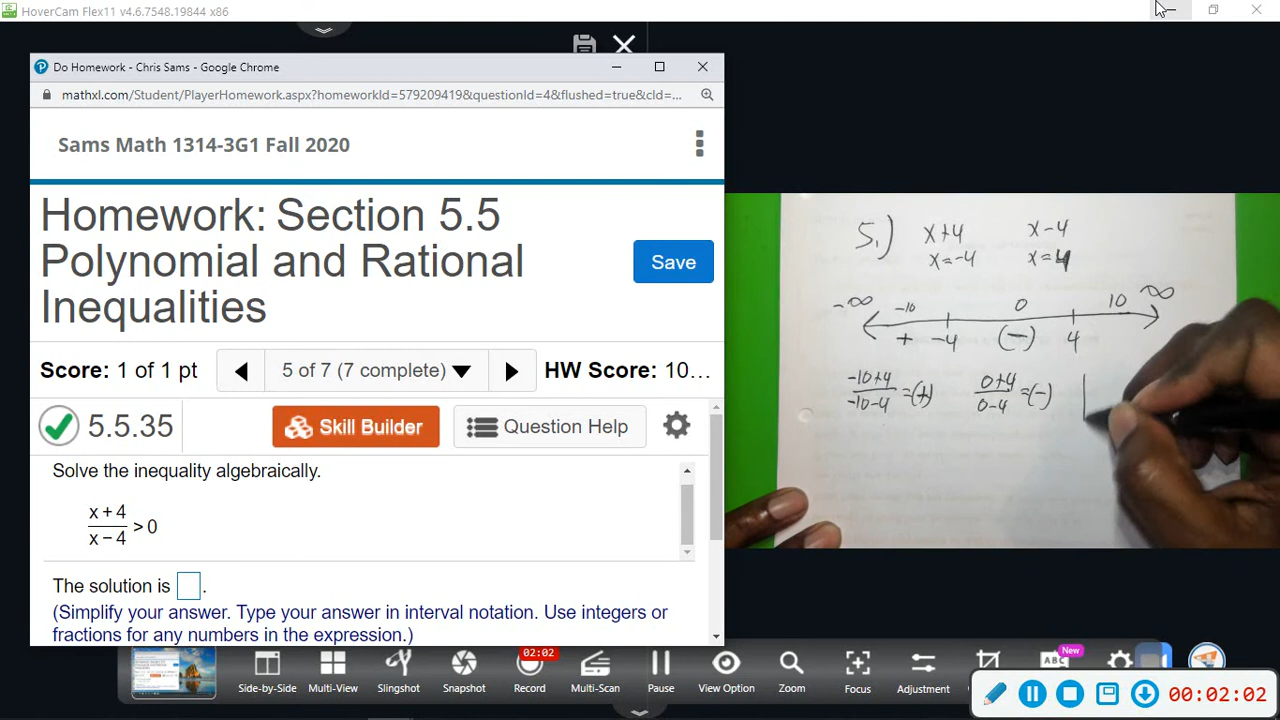 HoverCam Flex11 v4.6.7548.19844 x86
Do Homework - Chris Sams - Google Chrome
mathxl.com/Student/PlayerHomework.aspx?homeworkId=579209419&questionId=4&flushed=true&cId=...
Sams Math 1314-3G1 Fall 2020
Homework: Section 5.5
Polynomial and Rational
Inequalities
Save
Score: 1 of 1 pt
5 of 7 (7 complete)
HW Score: 10...
5.5.35
Skill Builder
Question Help
Solve the inequality algebraically.
x + 4
x − 4
> 0
The solution is
.
(Simplify your answer. Type your answer in interval notation. Use integers or
fractions for any numbers in the expression.)
5.) x+4 x-4
x=-4 x=4
-∞ -10 0 10 ∞
+ -4 (-) 4
-10+4
-10-4
=(+)
0+4
0-4
=(-)
02:02
New
ABC
Side-by-Side
Multi-View
Slingshot
Snapshot
Record
Multi-Scan
Pause
View Option
Zoom
Focus
Adjustment
00:02:02